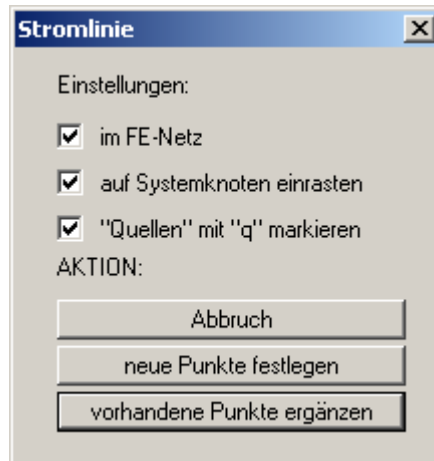 Stromlinie
Einstellungen:
im FE-Netz
auf Systemknoten einrasten
"Quellen" mit "q" markieren
AKTION:
Abbruch
neue Punkte festlegen
vorhandene Punkte ergänzen